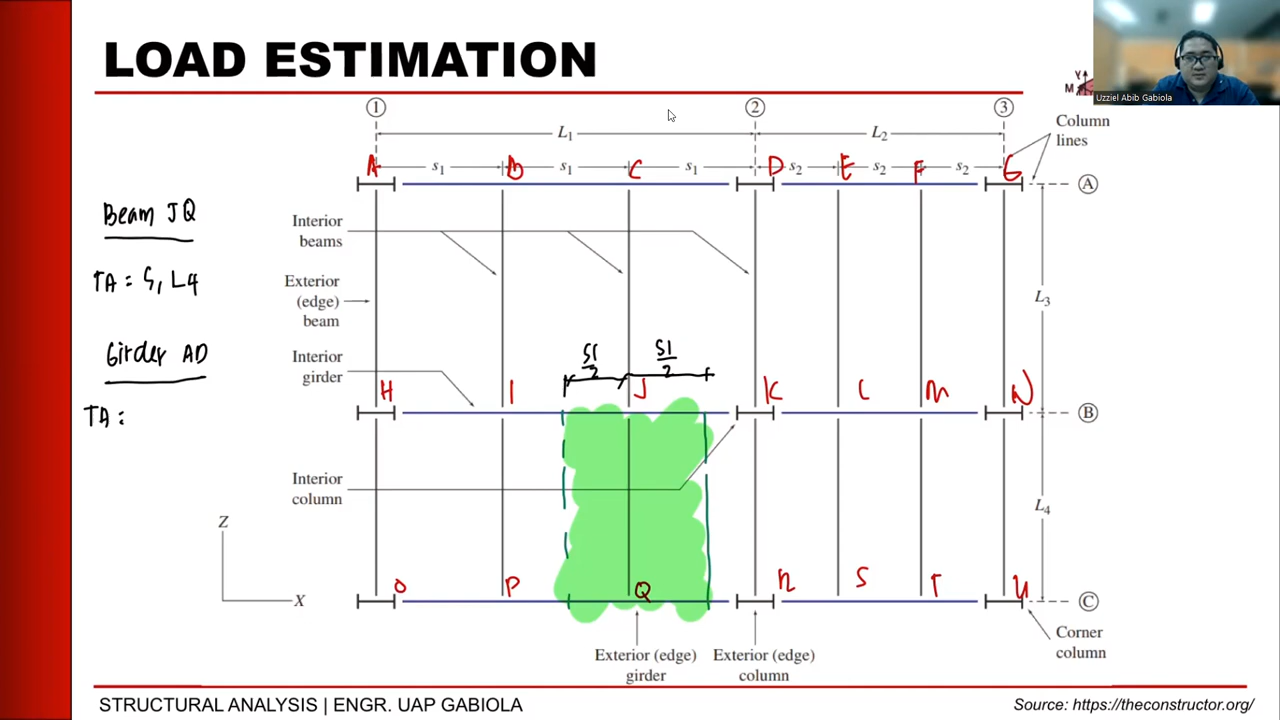 LOAD ESTIMATION
Uzziel Abib Gabiola
Y
M
1
2
3
Column
lines
L1
L2
s1
s1
s1
s2
s2
s2
A
B
C
D
E
F
G
A
Beam JQ
TA = S1 L4
Interior
beams
Exterior
(edge)
beam
L3
Girder AD
TA =
Interior
girder
S1/2
S1/2
H
I
J
K
L
M
N
B
Interior
column
L4
Z
X
O
P
Q
R
S
T
U
C
Exterior (edge)
girder
Exterior (edge)
column
Corner
column
STRUCTURAL ANALYSIS | ENGR. UAP GABIOLA
Source: https://theconstructor.org/